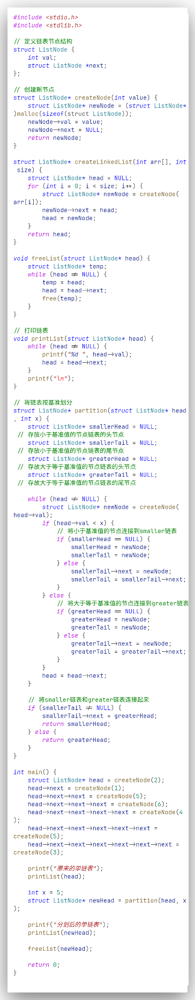 #include <stdio.h>
#include <stdlib.h>

// 定义链表节点结构
struct ListNode {
    int val;
    struct ListNode *next;
};

// 创建新节点
struct ListNode* createNode(int value) {
    struct ListNode* newNode = (struct ListNode*
)malloc(sizeof(struct ListNode));
    newNode->val = value;
    newNode->next = NULL;
    return newNode;
}

struct ListNode* createLinkedList(int arr[], int
 size) {
    struct ListNode* head = NULL;
    for (int i = 0; i < size; i++) {
        struct ListNode* newNode = createNode(
arr[i]);
        newNode->next = head;
        head = newNode;
    }
    return head;
}

void freeList(struct ListNode* head) {
    struct ListNode* temp;
    while (head != NULL) {
        temp = head;
        head = head->next;
        free(temp);
    }
}

// 打印链表
void printList(struct ListNode* head) {
    while (head != NULL) {
        printf("%d ", head->val);
        head = head->next;
    }
    printf("\n");
}

// 将链表按基准划分
struct ListNode* partition(struct ListNode* head
, int x) {
    struct ListNode* smallerHead = NULL;
 // 存放小于基准值的节点链表的头节点
    struct ListNode* smallerTail = NULL;
 // 存放小于基准值的节点链表的尾节点
    struct ListNode* greaterHead = NULL;
 // 存放大于等于基准值的节点链表的头节点
    struct ListNode* greaterTail = NULL;
 // 存放大于等于基准值的节点链表的尾节点

    while (head != NULL) {
        struct ListNode* newNode = createNode(
head->val);
        if (head->val < x) {
            // 将小于基准值的节点连接到smaller链表
            if (smallerHead == NULL) {
                smallerHead = newNode;
                smallerTail = newNode;
            } else {
                smallerTail->next = newNode;
                smallerTail = smallerTail->next;
            }
        } else {
            // 将大于等于基准值的节点连接到greater链表
            if (greaterHead == NULL) {
                greaterHead = newNode;
                greaterTail = newNode;
            } else {
                greaterTail->next = newNode;
                greaterTail = greaterTail->next;
            }
        }
        head = head->next;
    }

    // 将smaller链表和greater链表连接起来
    if (smallerTail != NULL) {
        smallerTail->next = greaterHead;
        return smallerHead;
    } else {
        return greaterHead;
    }
}

int main() {
    struct ListNode* head = createNode(2);
    head->next = createNode(1);
    head->next->next = createNode(5);
    head->next->next->next = createNode(6);
    head->next->next->next->next = createNode(4
);
    head->next->next->next->next->next =
createNode(5);
    head->next->next->next->next->next->next =
createNode(3);

    printf("原来的单链表");
    printList(head);

    int x = 5;
    struct ListNode* newHead = partition(head, x
);

    printf("分划后的单链表");
    printList(newHead);

    freeList(newHead);

    return 0;
}